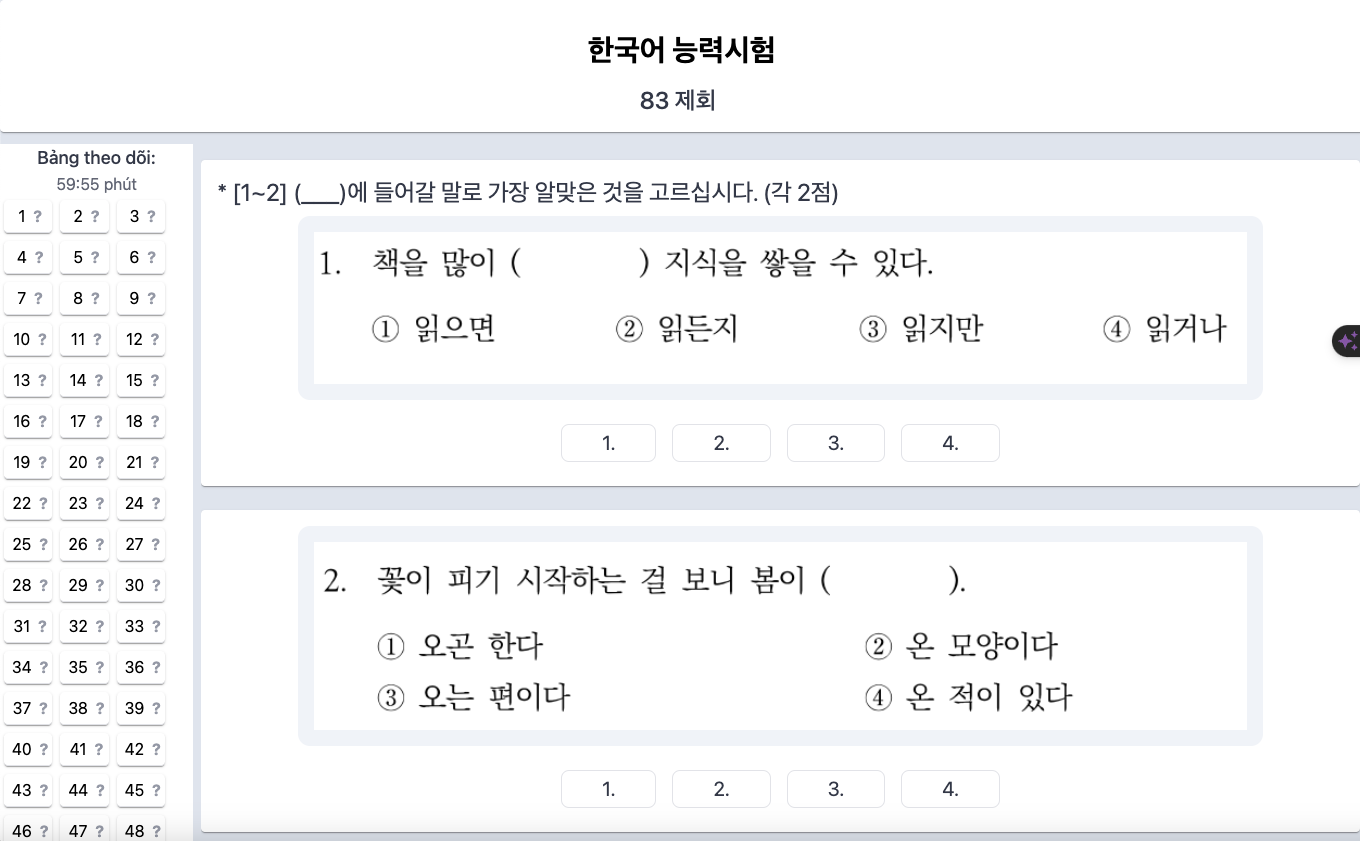 한국어 능력시험
83 제회
Bảng theo dõi:
59:55 phút
1 ? 2 ? 3 ?
4 ? 5 ? 6 ?
7 ? 8 ? 9 ?
10 ? 11 ? 12 ?
13 ? 14 ? 15 ?
16 ? 17 ? 18 ?
19 ? 20 ? 21 ?
22 ? 23 ? 24 ?
25 ? 26 ? 27 ?
28 ? 29 ? 30 ?
31 ? 32 ? 33 ?
34 ? 35 ? 36 ?
37 ? 38 ? 39 ?
40 ? 41 ? 42 ?
43 ? 44 ? 45 ?
46 ? 47 ? 48 ?
* [1~2] (___)에 들어갈 말로 가장 알맞은 것을 고르십시다. (각 2점)
1. 책을 많이 ( ) 지식을 쌓을 수 있다.
① 읽으면 ② 읽든지 ③ 읽지만 ④ 읽거나
1. 2. 3. 4.
2. 꽃이 피기 시작하는 걸 보니 봄이 ( ).
① 오곤 한다 ② 온 모양이다
③ 오는 편이다 ④ 온 적이 있다
1. 2. 3. 4.